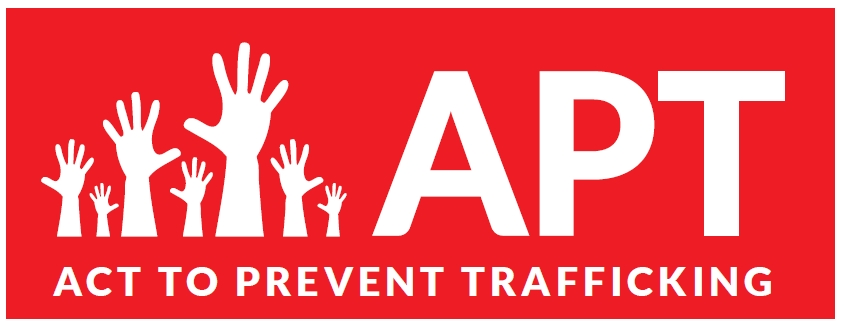 APT
ACT TO PREVENT TRAFFICKING